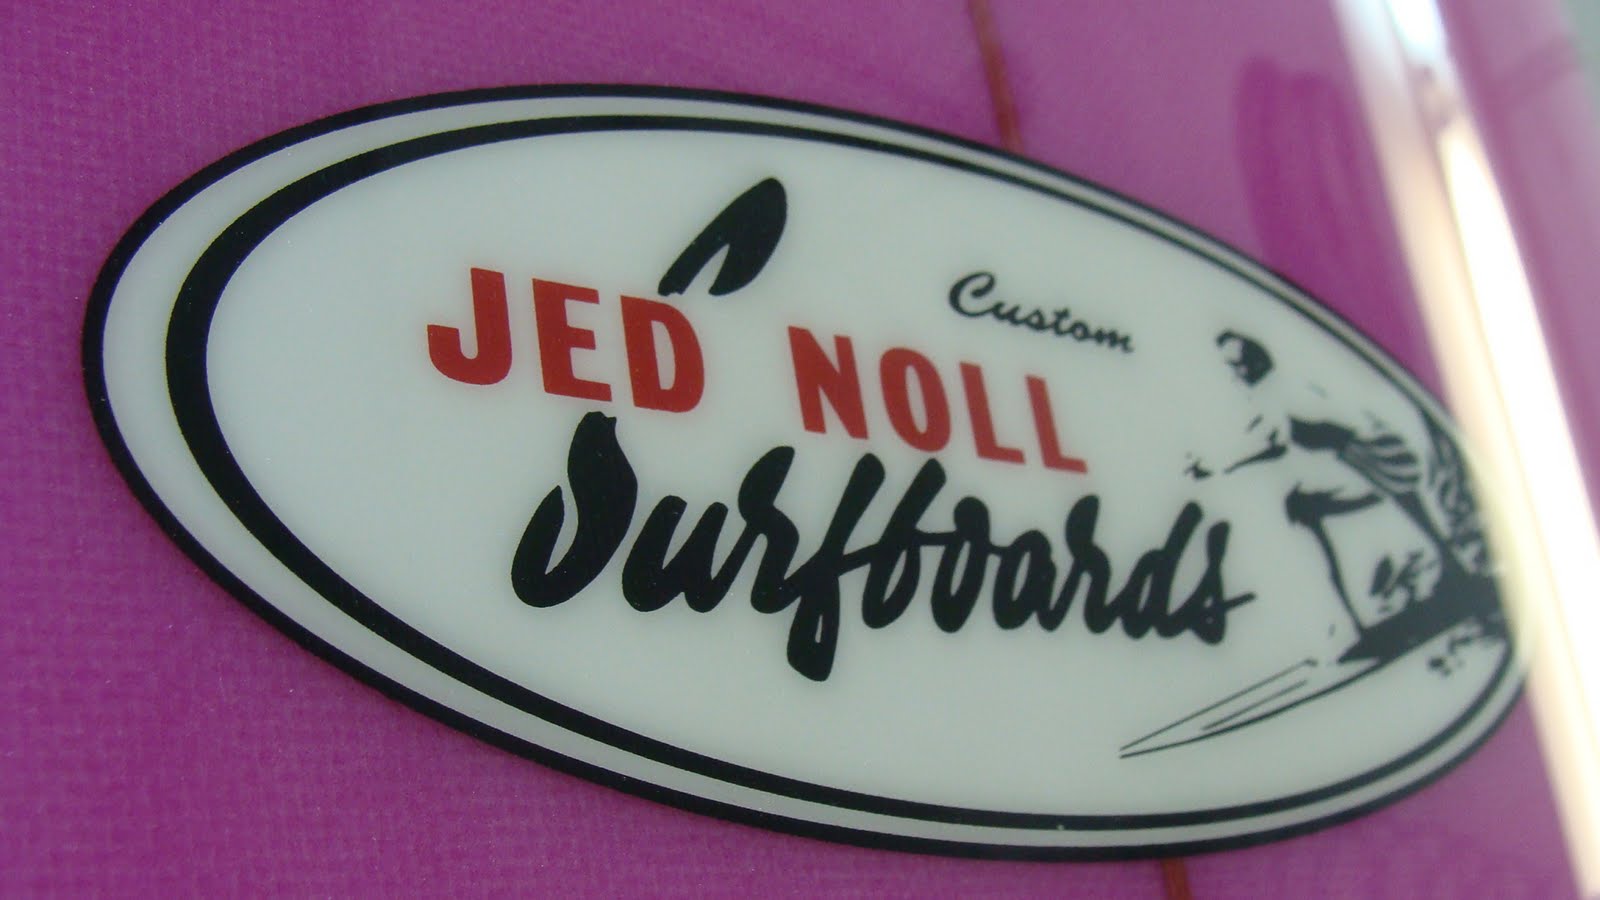 Custom
JED NOLL
Surfboards